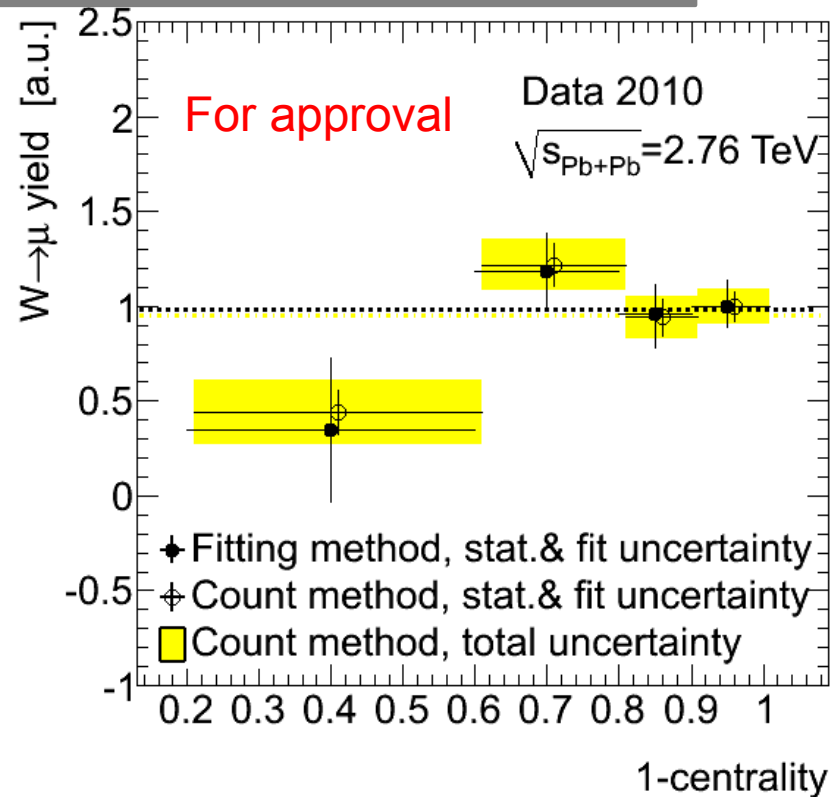 W→μ yield [a.u.]
2.5
2
1.5
1
0.5
0
-0.5
-1
For approval
Data 2010
√sPb+Pb=2.76 TeV
Fitting method, stat.& fit uncertainty
Count method, stat.& fit uncertainty
Count method, total uncertainty
0.2 0.3 0.4 0.5 0.6 0.7 0.8 0.9 1
1-centrality